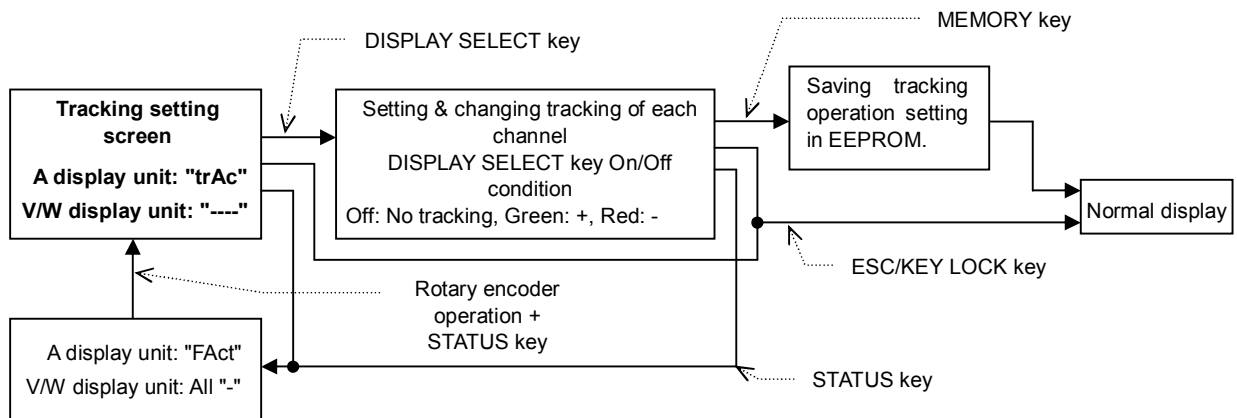 MEMORY key
DISPLAY SELECT key
Tracking setting
screen
A display unit: "trAc"
V/W display unit: "----"
Setting & changing tracking of each
channel
DISPLAY SELECT key On/Off
condition
Off: No tracking, Green: +, Red: -
Saving tracking
operation setting
in EEPROM.
Normal display
ESC/KEY LOCK key
Rotary encoder
operation +
STATUS key
A display unit: "FAct"
V/W display unit: All "-"
STATUS key